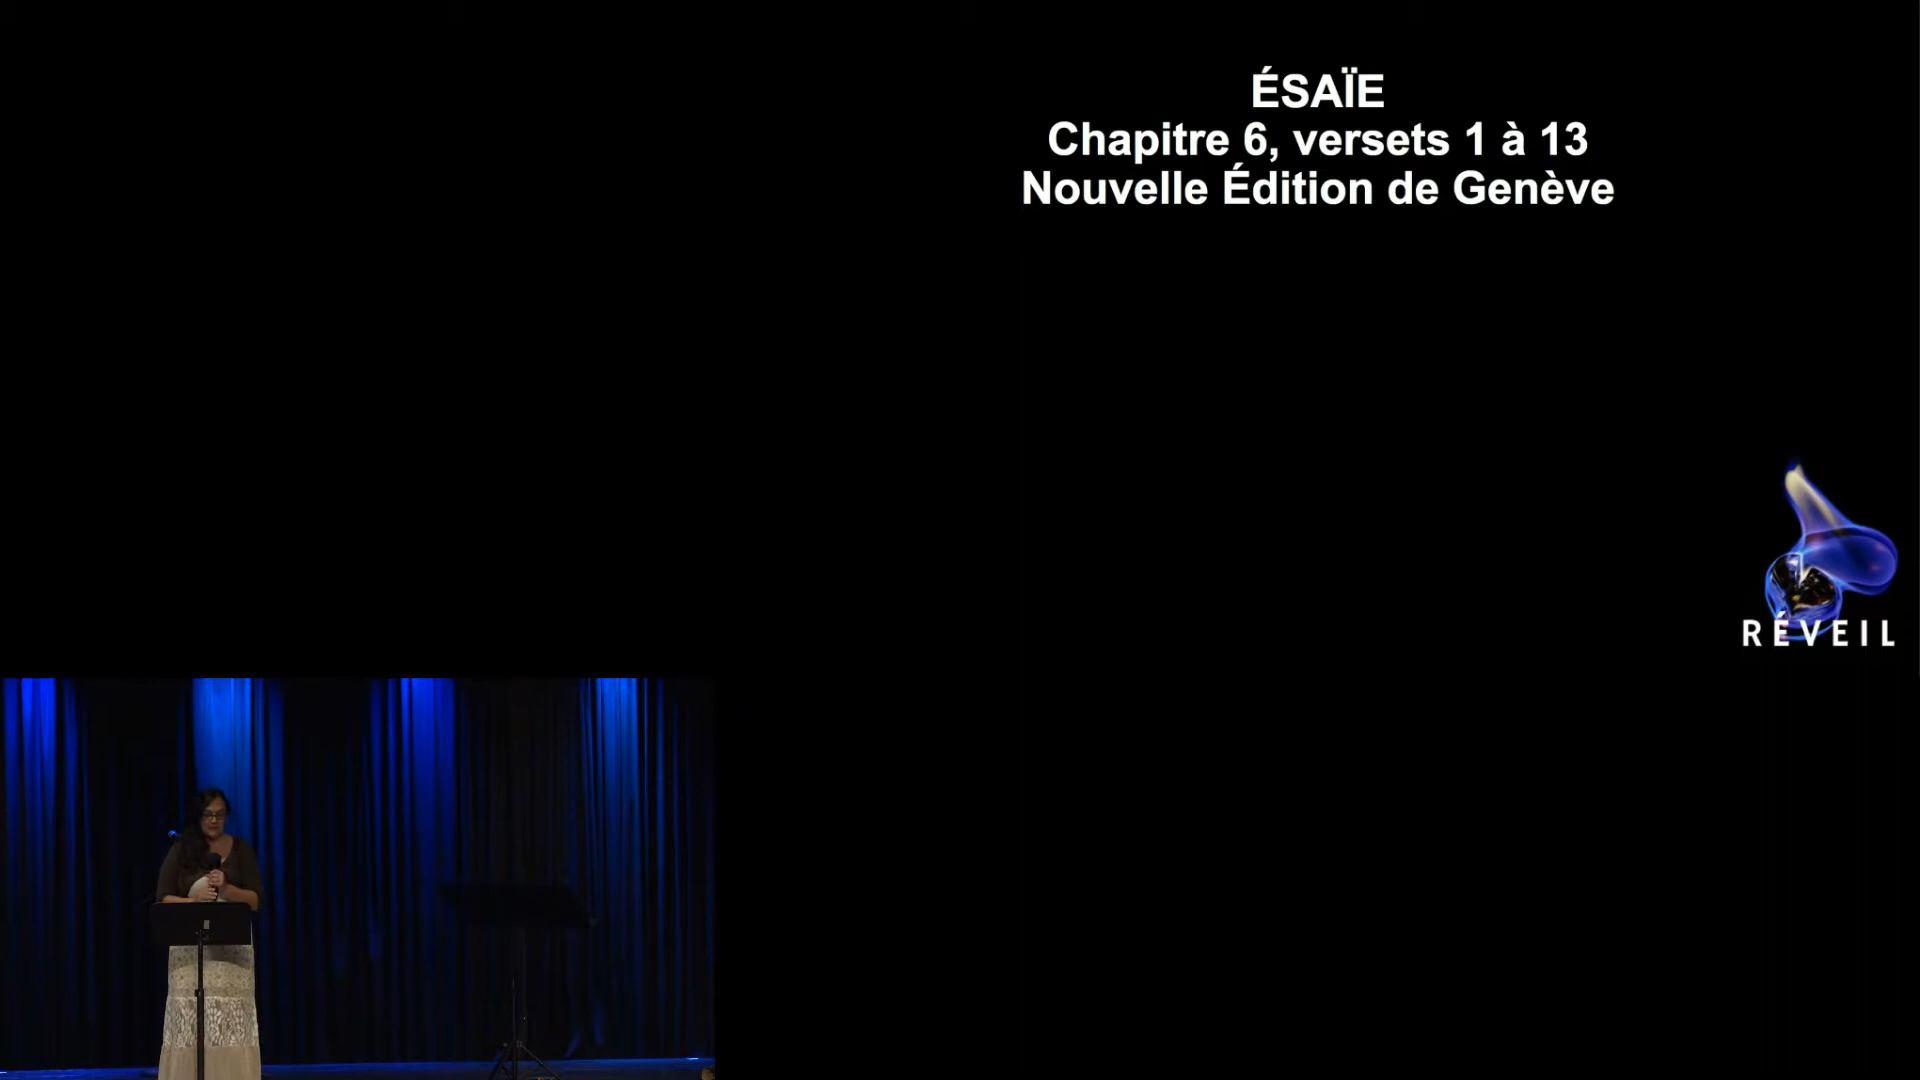 ÉSAÏE
Chapitre 6, versets 1 à 13
Nouvelle Édition de Genève
RÉVEIL